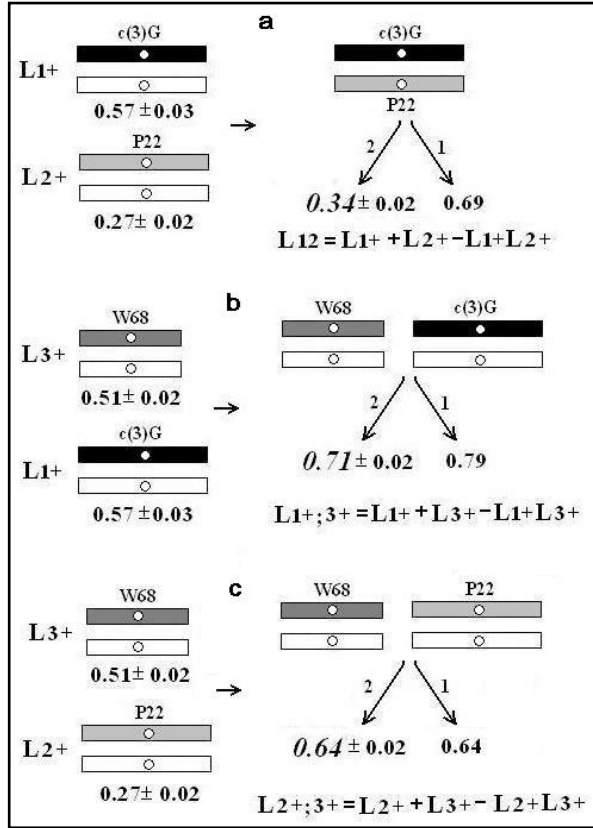 a
c(3)G
L1+
0.57 ± 0.03
P22
L2+
0.27± 0.02
c(3)G
P22
2
1
0.34± 0.02
0.69
L12 = L1+ +L2+ –L1+L2+
b
W68
L3+
0.51± 0.02
c(3)G
L1+
0.57 ±0.03
W68
c(3)G
2
1
0.71± 0.02
0.79
L1+;3+ =L1+ +L3+ –L1+L3+
c
W68
L3+
0.51± 0.02
P22
L2+
0.27± 0.02
W68
P22
2
1
0.64 ± 0.02
0.64
L2+;3+ =L2+ +L3+ – L2+L3+